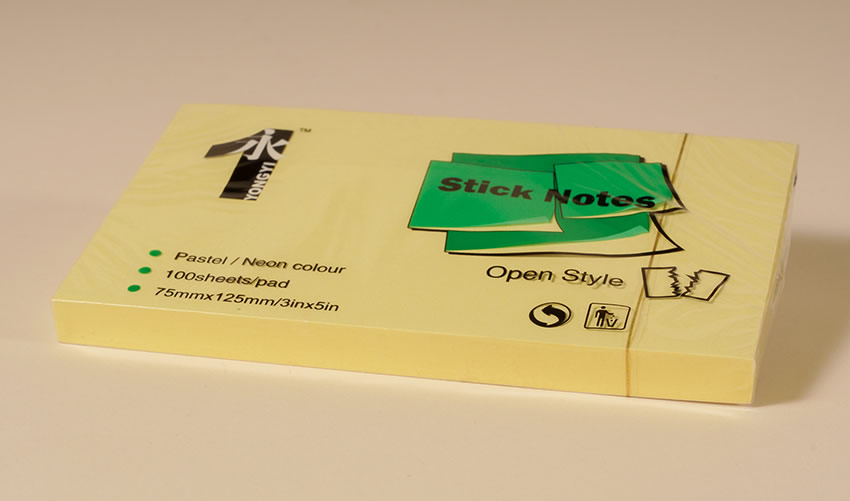 永
YONGYI
TM
Stick Notes
Pastel / Neon colour
100sheets/pad
75mmx125mm/3inx5in
Open Style